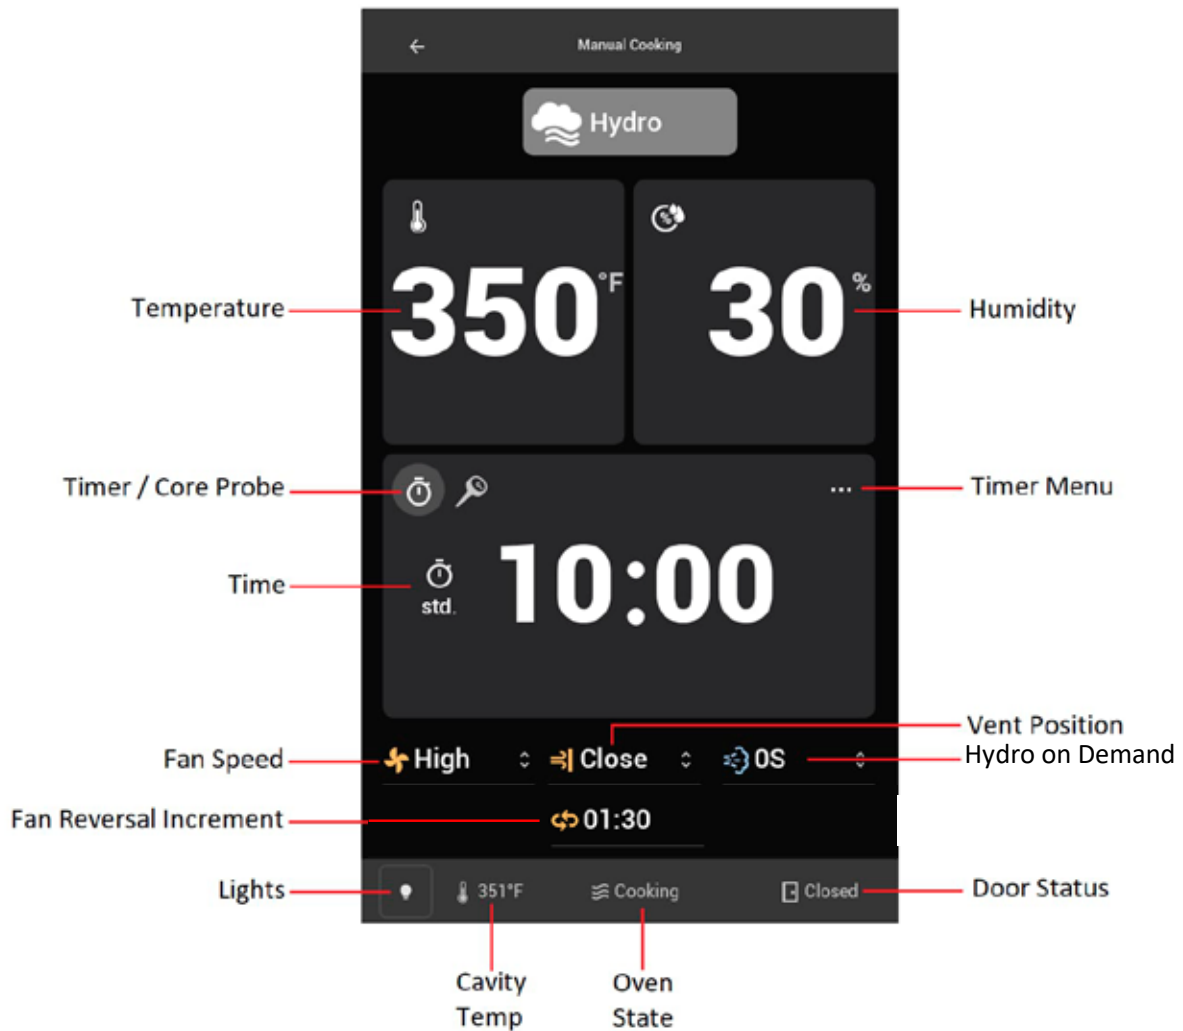 Manual Cooking
Hydro
350°F
30%
Temperature
Humidity
Timer / Core Probe
...
Timer Menu
Time
std.
10:00
Vent Position
Fan Speed
High
Close
0S
Hydro on Demand
Fan Reversal Increment
01:30
Lights
351°F
Cooking
Closed
Door Status
Cavity
Temp
Oven
State